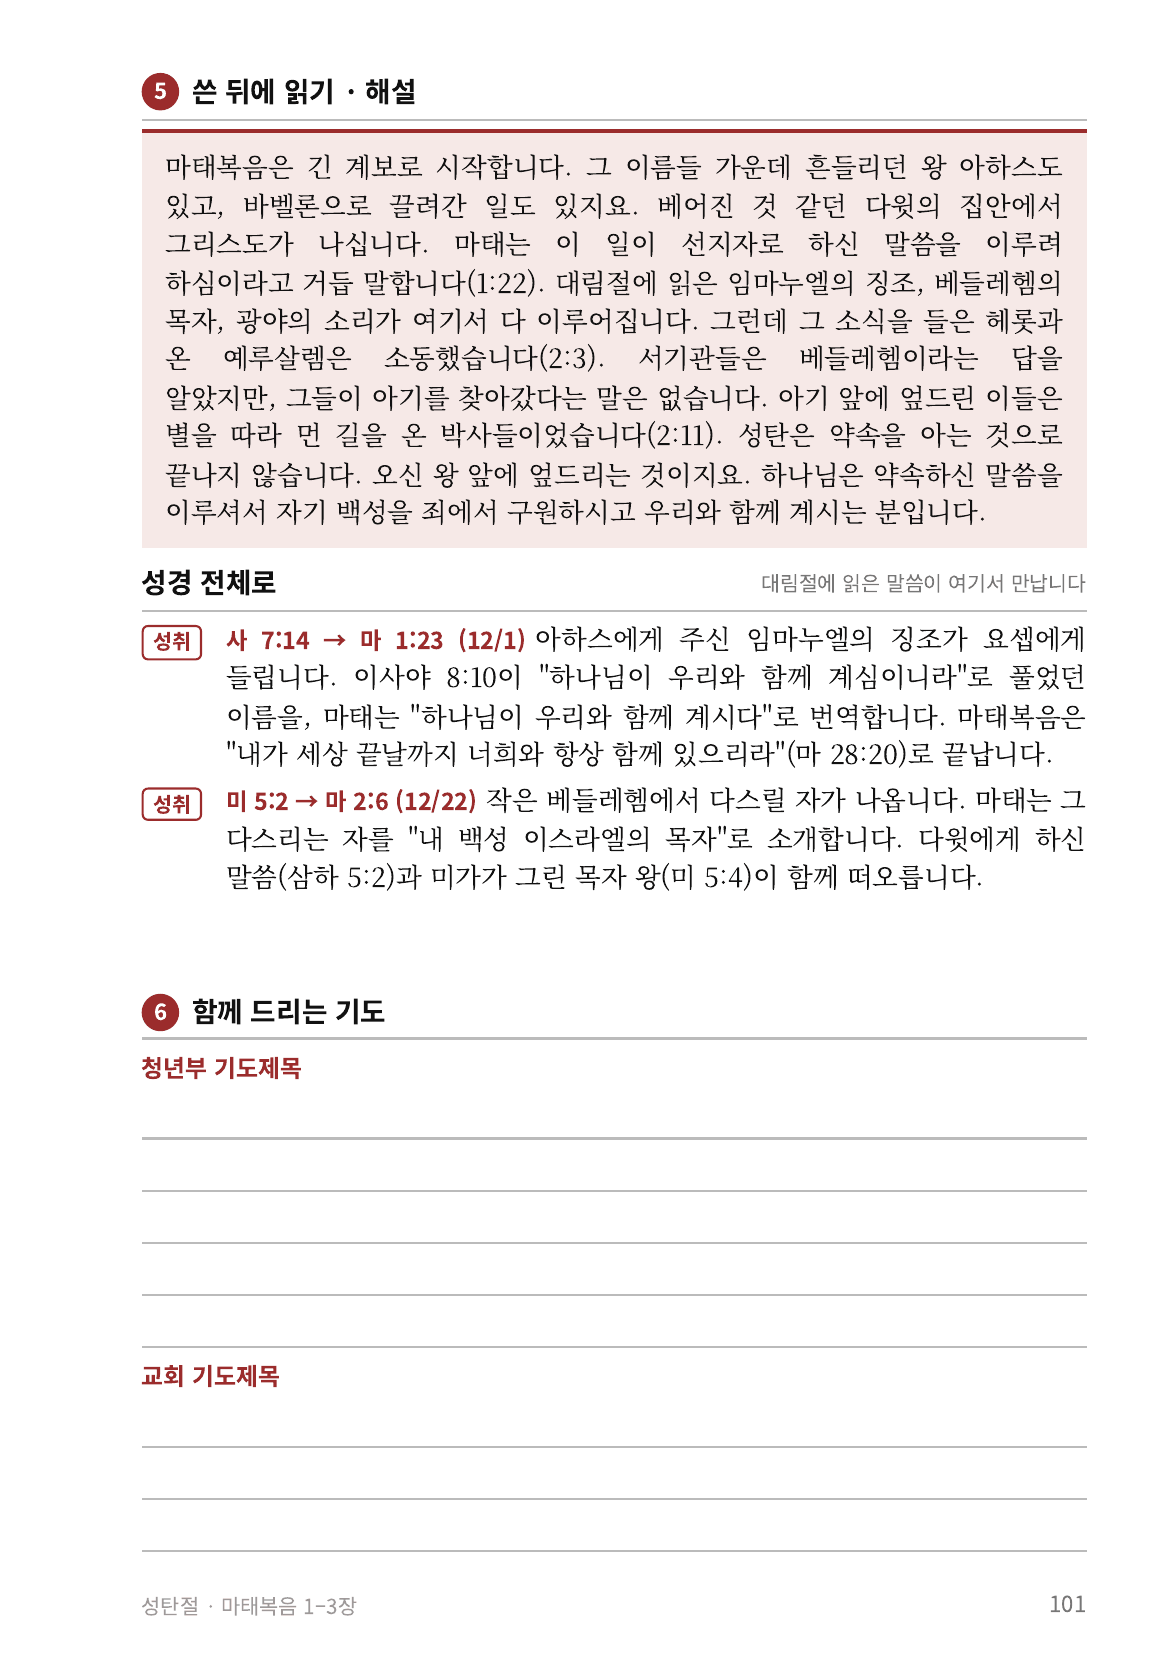 5 쓴 뒤에 읽기 · 해설
마태복음은 긴 계보로 시작합니다. 그 이름들 가운데 흔들리던 왕 아하스도
있고, 바벨론으로 끌려간 일도 있지요. 베어진 것 같던 다윗의 집안에서
그리스도가 나십니다. 마태는 이 일이 선지자로 하신 말씀을 이루려
하심이라고 거듭 말합니다(1:22). 대림절에 읽은 임마누엘의 징조, 베들레헴의
목자, 광야의 소리가 여기서 다 이루어집니다. 그런데 그 소식을 들은 헤롯과
온 예루살렘은 소동했습니다(2:3). 서기관들은 베들레헴이라는 답을
알았지만, 그들이 아기를 찾아갔다는 말은 없습니다. 아기 앞에 엎드린 이들은
별을 따라 먼 길을 온 박사들이었습니다(2:11). 성탄은 약속을 아는 것으로
끝나지 않습니다. 오신 왕 앞에 엎드리는 것이지요. 하나님은 약속하신 말씀을
이루셔서 자기 백성을 죄에서 구원하시고 우리와 함께 계시는 분입니다.
성경 전체로 대림절에 읽은 말씀이 여기서 만납니다
성취 사 7:14 → 마 1:23 (12/1) 아하스에게 주신 임마누엘의 징조가 요셉에게
들립니다. 이사야 8:10이 "하나님이 우리와 함께 계심이니라"로 풀었던
이름을, 마태는 "하나님이 우리와 함께 계시다"로 번역합니다. 마태복음은
"내가 세상 끝날까지 너희와 항상 함께 있으리라"(마 28:20)로 끝납니다.
성취 미 5:2 → 마 2:6 (12/22) 작은 베들레헴에서 다스릴 자가 나옵니다. 마태는 그
다스리는 자를 "내 백성 이스라엘의 목자"로 소개합니다. 다윗에게 하신
말씀(삼하 5:2)과 미가가 그린 목자 왕(미 5:4)이 함께 떠오릅니다.
6 함께 드리는 기도
청년부 기도제목
교회 기도제목
성탄절 · 마태복음 1–3장 101